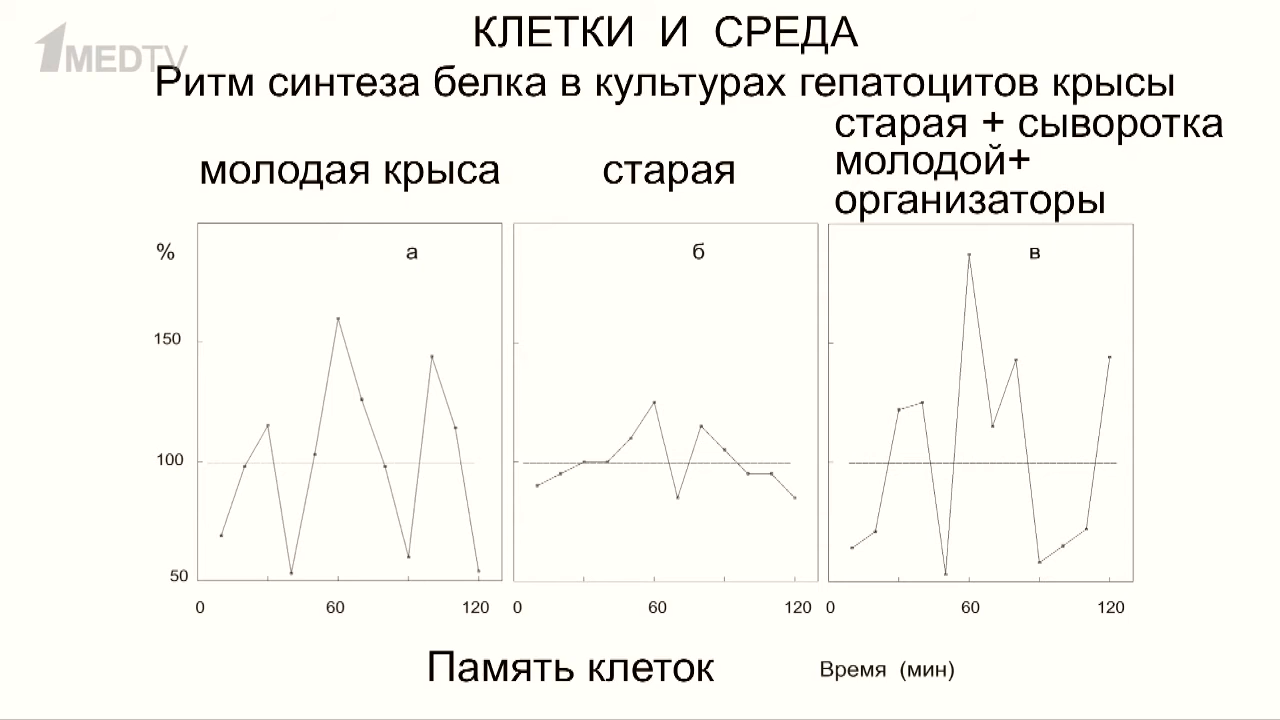 1MEDTV
КЛЕТКИ И СРЕДА
Ритм синтеза белка в культурах гепатоцитов крысы
молодая крыса
старая
старая + сыворотка
молодой+
организаторы
%
а
б
в
150
100
50
0 60 120 0 60 120 0 60 120
Память клеток
Время (мин)